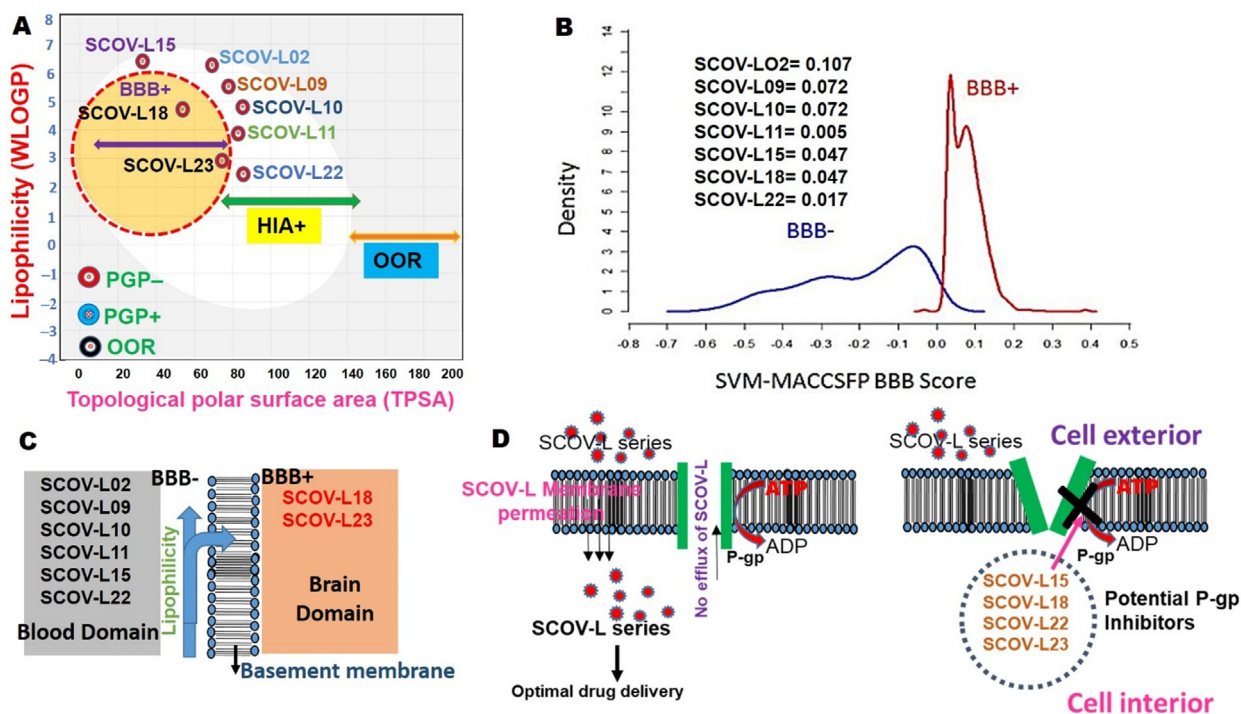 A
Lipophilicity (WLOGP)
8
7
6
5
4
3
2
1
0
–1
–2
–3
–4
SCOV-L15
SCOV-L02
BBB+
SCOV-L09
SCOV-L18
SCOV-L10
SCOV-L11
SCOV-L23
SCOV-L22
HIA+
OOR
PGP–
PGP+
OOR
0 20 40 60 80 100 120 140 160 180 200
Topological polar surface area (TPSA)
B
Density
14
12
10
9
8
7
6
5
4
3
2
1
0
SCOV-LO2= 0.107
SCOV-L09= 0.072
SCOV-L10= 0.072
SCOV-L11= 0.005
SCOV-L15= 0.047
SCOV-L18= 0.047
SCOV-L22= 0.017
BBB+
BBB-
-0.8 -0.7 -0.6 -0.5 -0.4 -0.3 -0.2 -0.1 0.0 0.1 0.2 0.3 0.4 0.5
SVM-MACCSFP BBB Score
C
BBB-
BBB+
SCOV-L02
SCOV-L09
SCOV-L10
SCOV-L11
SCOV-L15
SCOV-L22
Blood Domain
Lipophilicity
SCOV-L18
SCOV-L23
Brain
Domain
Basement membrane
D
SCOV-L series
SCOV-L Membrane
permeation
No efflux of SCOV-L
ATP
ADP
P-gp
SCOV-L series
Optimal drug delivery
SCOV-L series
Cell exterior
ATP
ADP
P-gp
SCOV-L15
SCOV-L18
SCOV-L22
SCOV-L23
Potential P-gp
Inhibitors
Cell interior